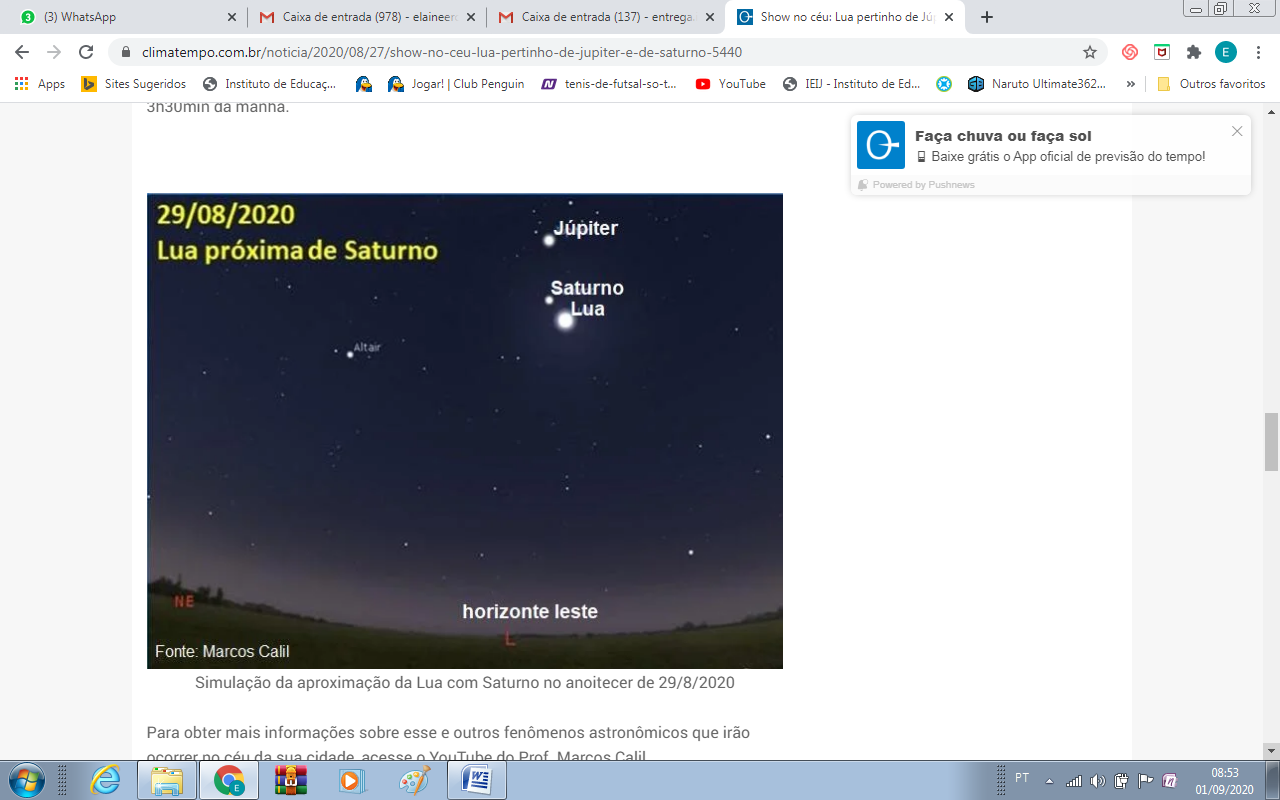 (3) WhatsApp
Caixa de entrada (978) - elaineer
Caixa de entrada (137) - entrega.
Show no céu: Lua pertinho de Júp
climatempo.com.br/noticia/2020/08/27/show-no-ceu-lua-pertinho-de-jupiter-e-de-saturno-5440
E
Apps
Sites Sugeridos
Instituto de Educaç...
Jogar! | Club Penguin
tenis-de-futsal-so-t...
YouTube
IEIJ - Instituto de Ed...
Naruto Ultimate362...
»
Outros favoritos
3h30min da manhã.
Faça chuva ou faça sol
Baixe grátis o App oficial de previsão do tempo!
Powered by Pushnews
29/08/2020
Lua próxima de Saturno
Júpiter
Saturno
Lua
Altair
NE
horizonte leste
L
Fonte: Marcos Calil
Simulação da aproximação da Lua com Saturno no anoitecer de 29/8/2020
Para obter mais informações sobre esse e outros fenômenos astronômicos que irão
ocorrer no céu da sua cidade, acesse o YouTube do Prof. Marcos Calil
PT
08:53
01/09/2020